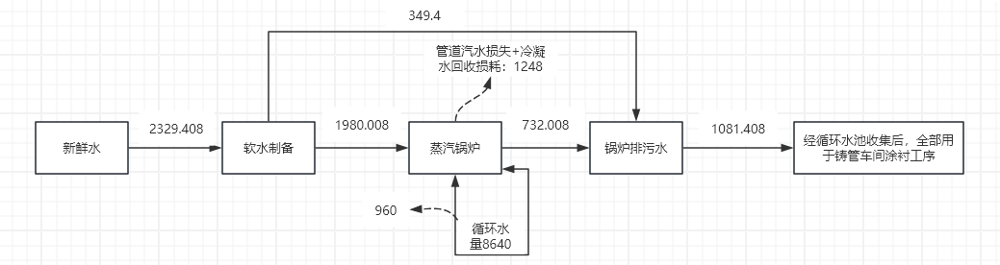 349.4
管道汽水损失+冷凝
水回收损耗：1248
新鲜水
2329.408
软水制备
1980.008
蒸汽锅炉
732.008
锅炉排污水
1081.408
经循环水池收集后，全部用
于铸管车间涂衬工序
960
循环水
量8640